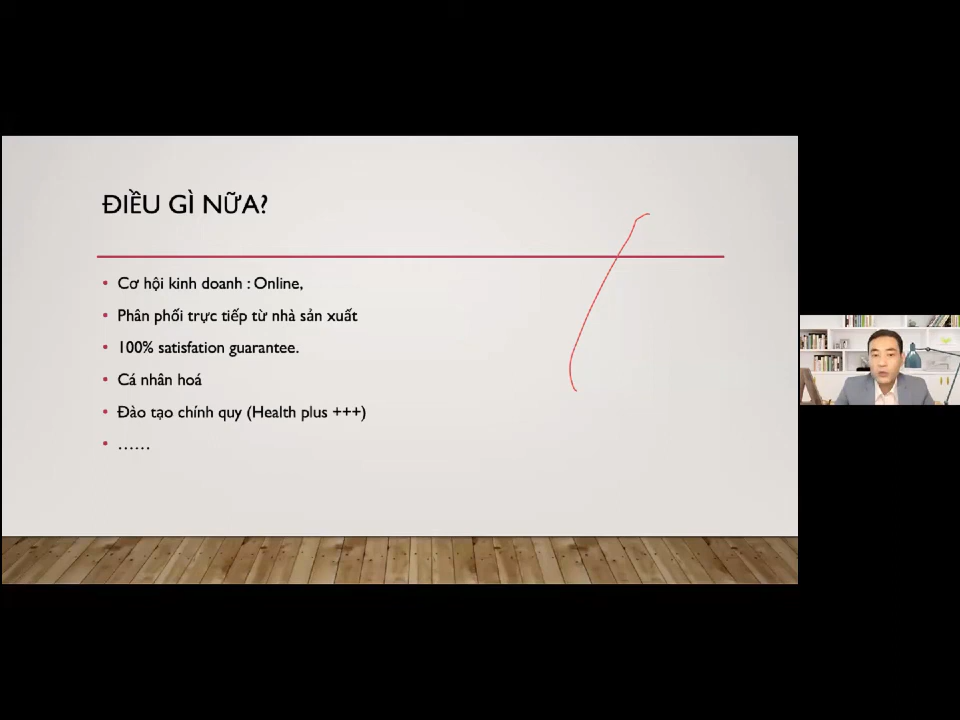 ĐIỀU GÌ NỮA?
Cơ hội kinh doanh : Online,
Phân phối trực tiếp từ nhà sản xuất
100% satisfation guarantee.
Cá nhân hoá
Đào tạo chính quy (Health plus +++)
……